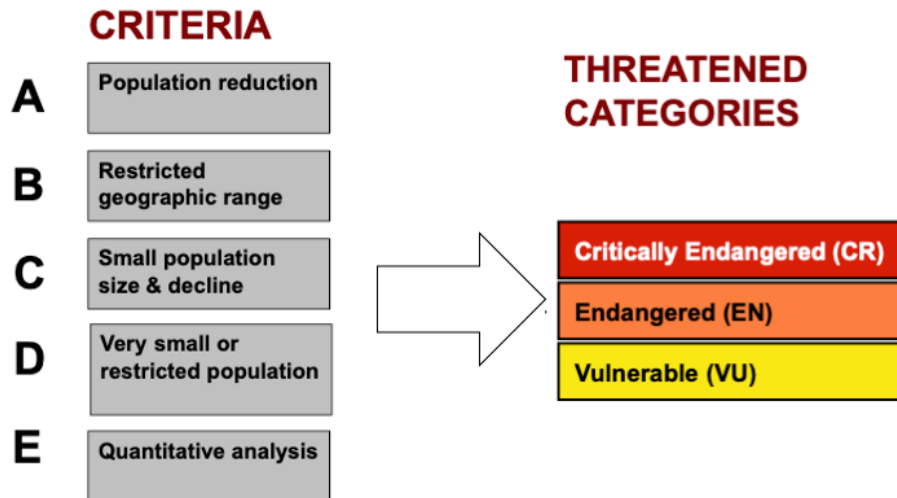 CRITERIA
A
Population reduction
B
Restricted
geographic range
C
Small population
size & decline
D
Very small or
restricted population
E
Quantitative analysis
THREATENED
CATEGORIES
Critically Endangered (CR)
Endangered (EN)
Vulnerable (VU)